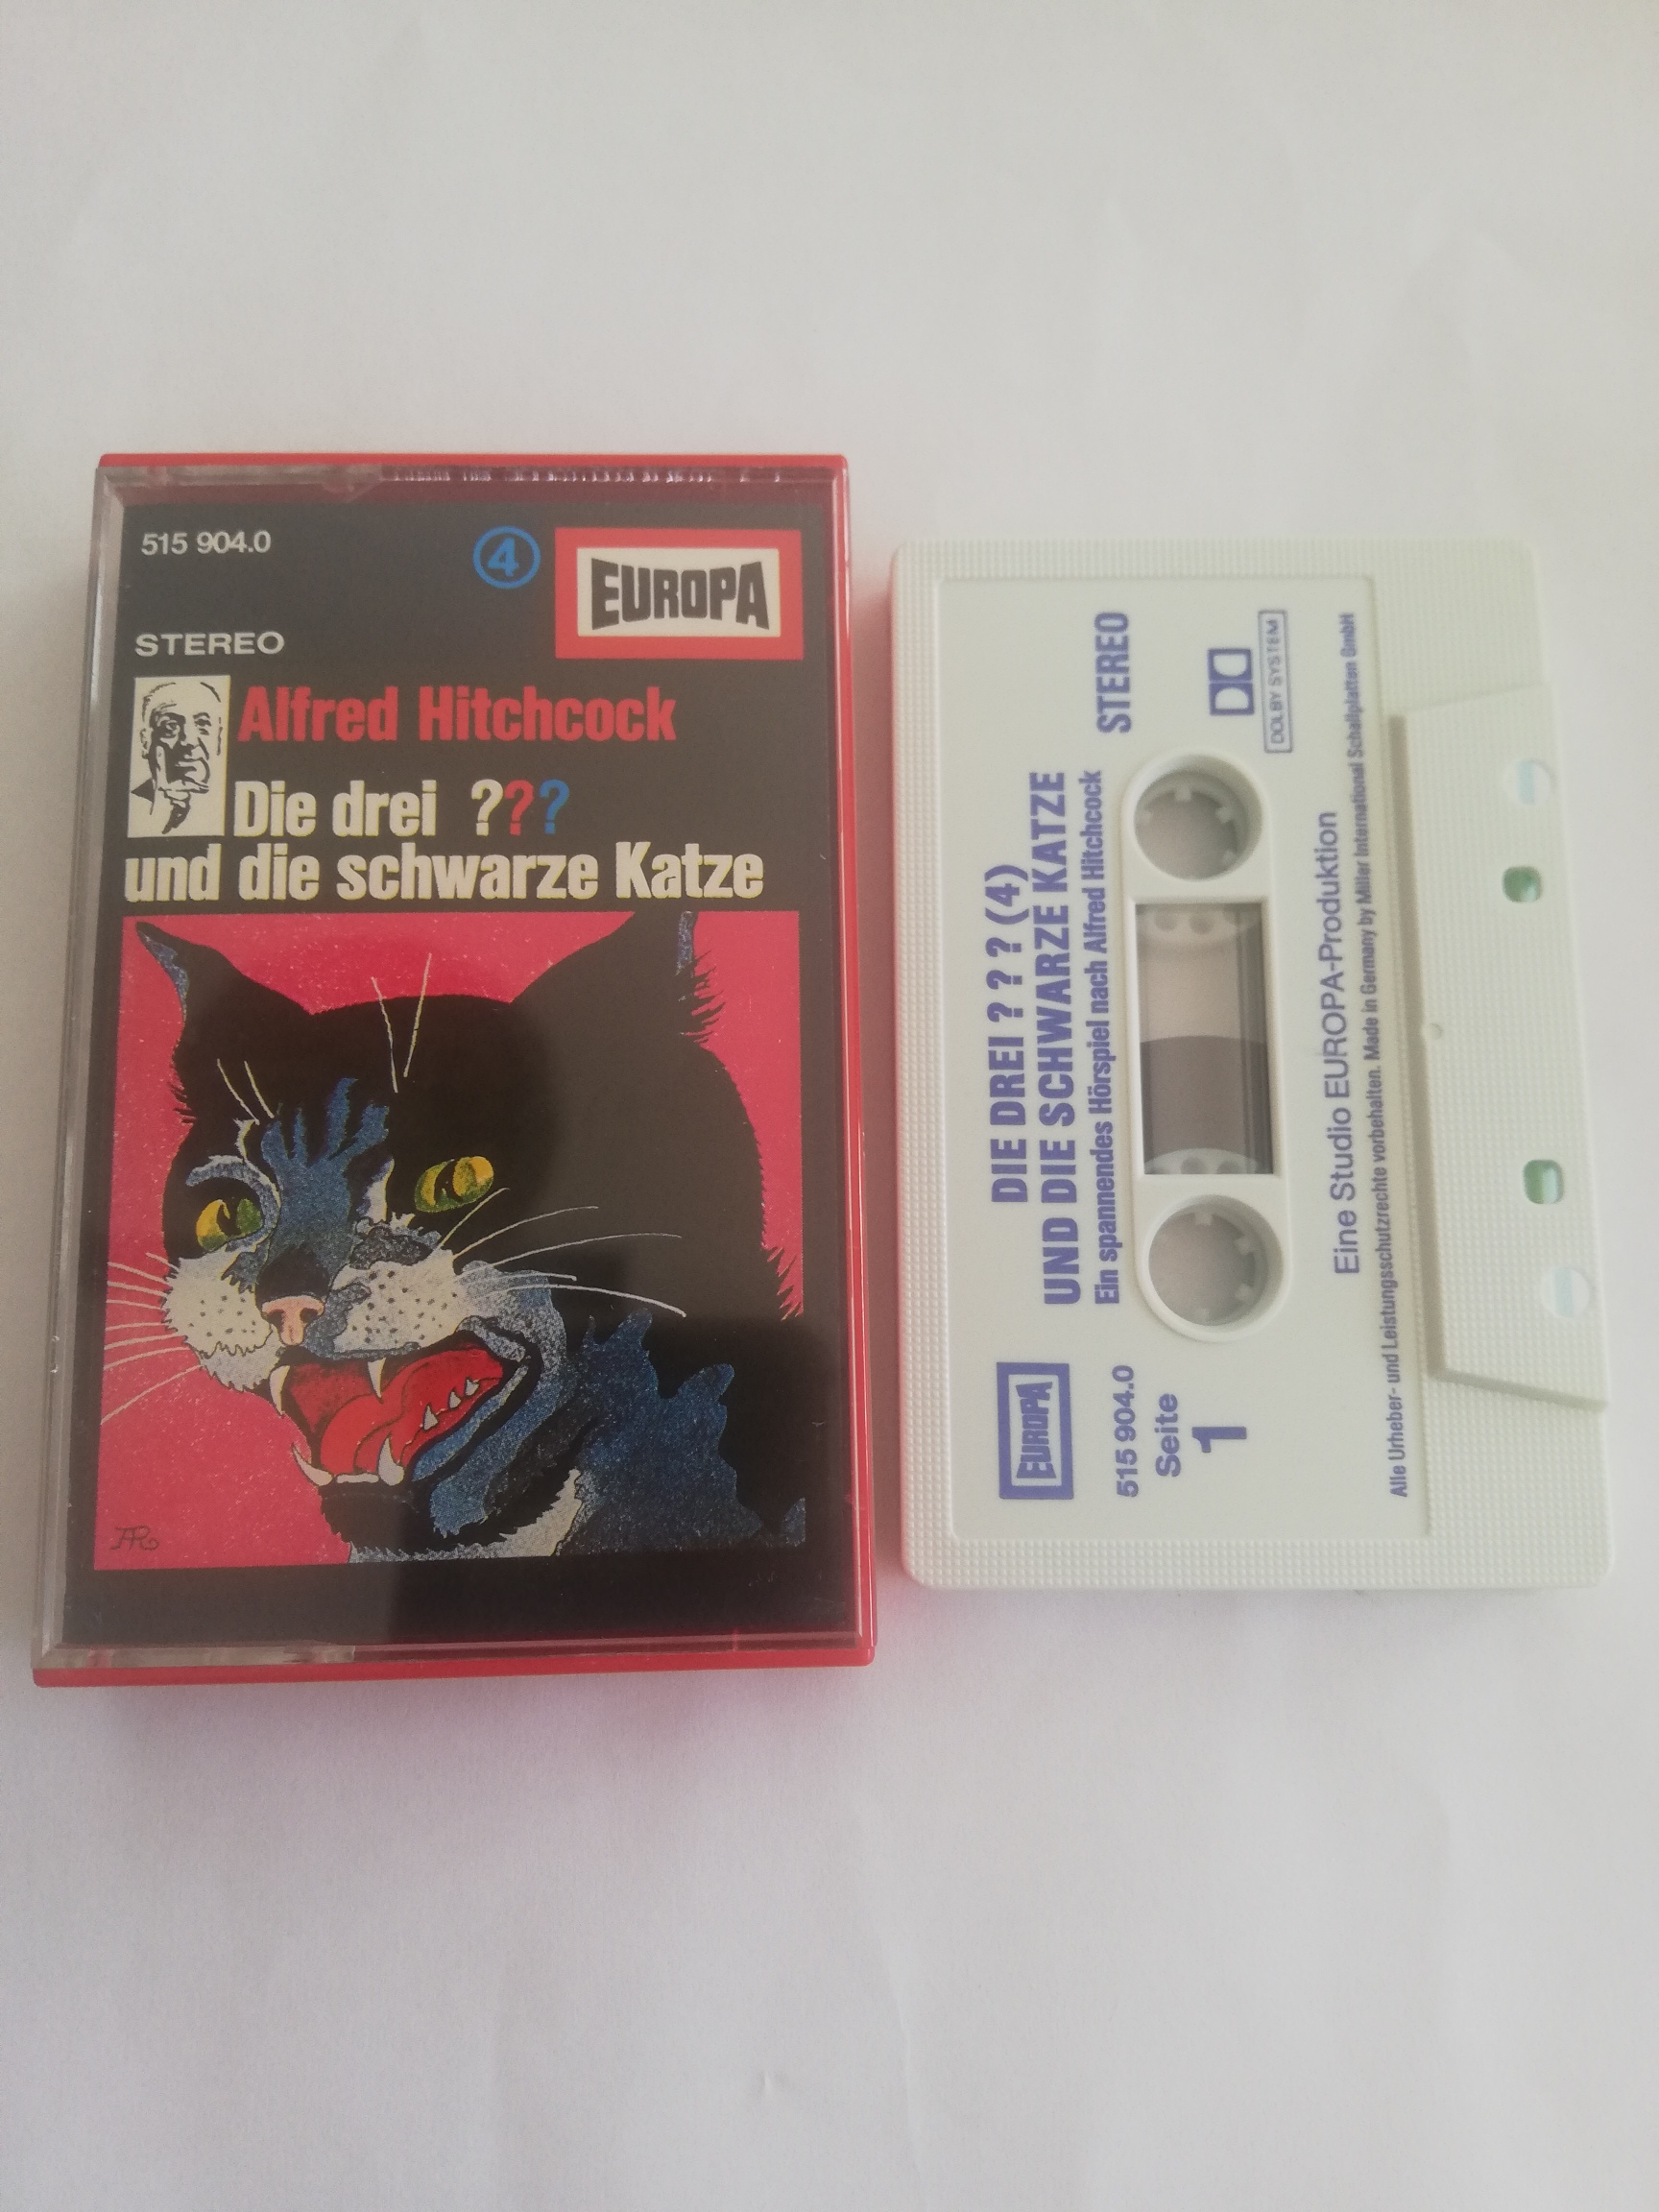 515 904.0
4
EUROPA
STEREO
Alfred Hitchcock
Die drei ???
und die schwarze Katze
AR
DIE DREI ? ? ? (4)
UND DIE SCHWARZE KATZE
Ein spannendes Hörspiel nach Alfred Hitchcock
STEREO
EUROPA
515 904.0
Seite
1
DOLBY SYSTEM
Eine Studio EUROPA-Produktion
Alle Urheber- und Leistungsschutzrechte vorbehalten. Made in Germany by Miller International Schallplatten GmbH